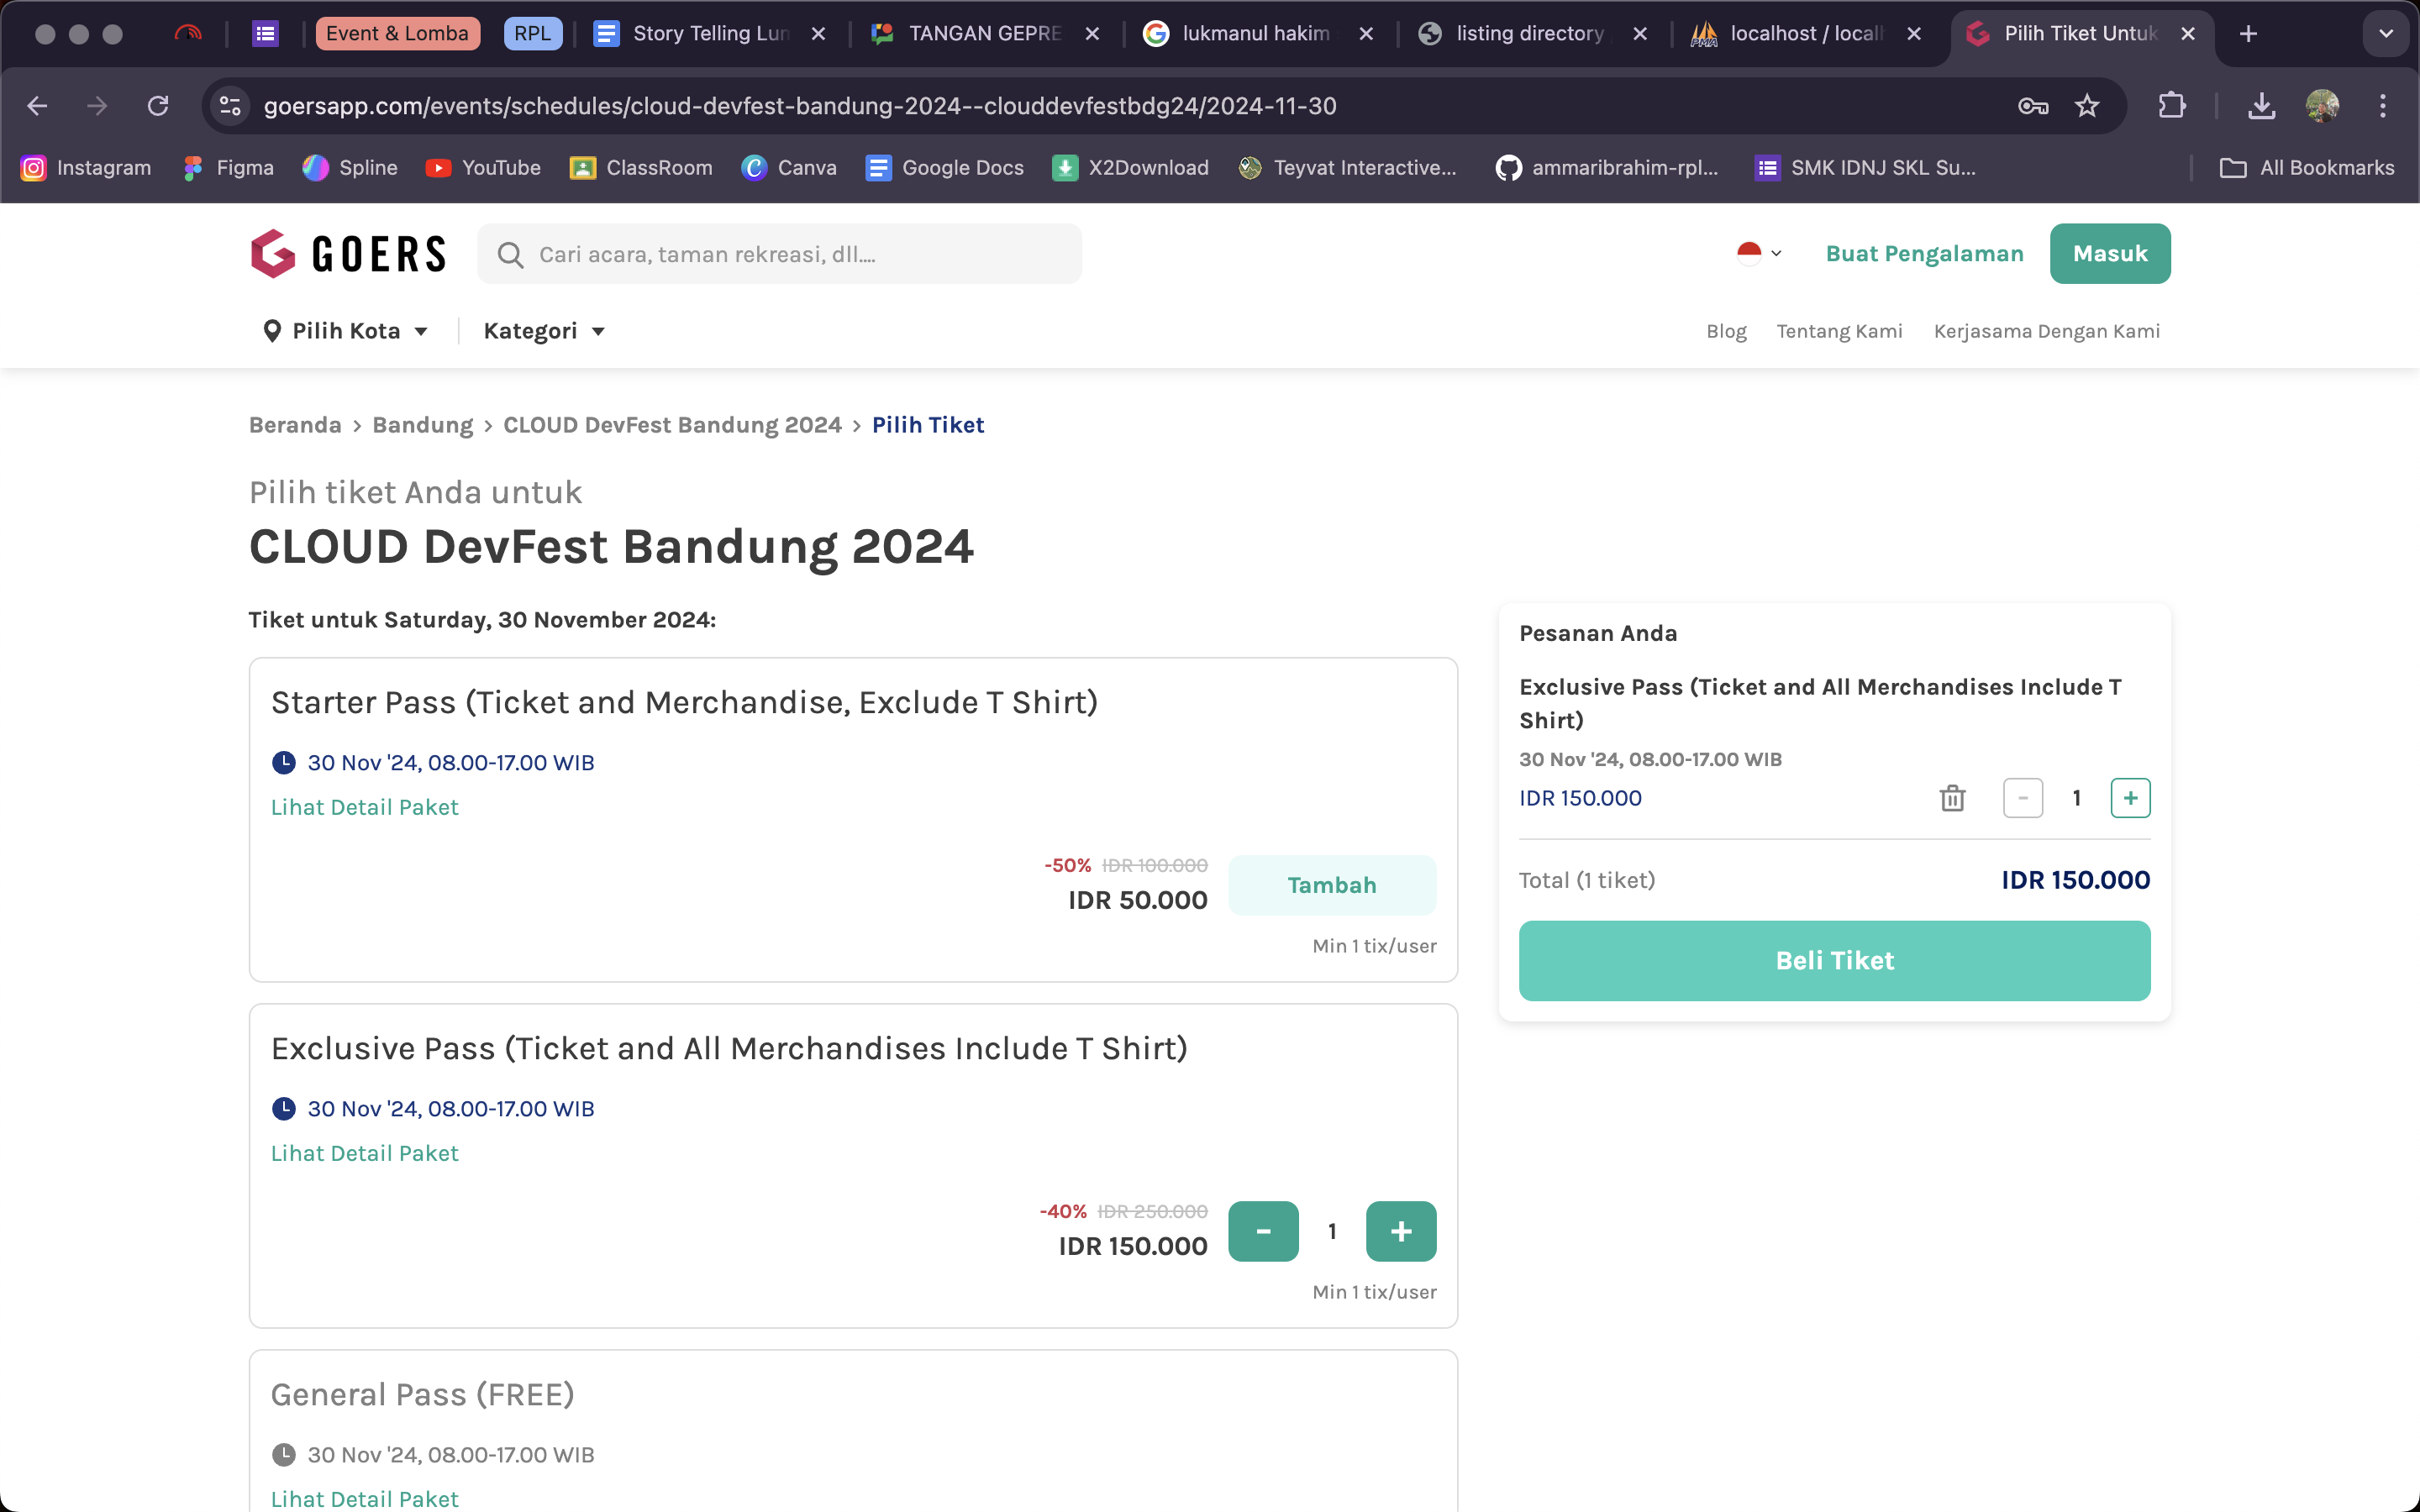 Event & Lomba
RPL
Story Telling Lun
TANGAN GEPRE
lukmanul hakim
listing directory
localhost / local
Pilih Tiket Untuk
goersapp.com/events/schedules/cloud-devfest-bandung-2024--clouddevfestbdg24/2024-11-30
Instagram
Figma
Spline
YouTube
ClassRoom
Canva
Google Docs
X2Download
Teyvat Interactive...
ammaribrahim-rpl...
SMK IDNJ SKL Su...
All Bookmarks
GOERS
Cari acara, taman rekreasi, dll....
Buat Pengalaman
Masuk
Pilih Kota
Kategori
Blog
Tentang Kami
Kerjasama Dengan Kami
Beranda > Bandung > CLOUD DevFest Bandung 2024 > Pilih Tiket
Pilih tiket Anda untuk
CLOUD DevFest Bandung 2024
Tiket untuk Saturday, 30 November 2024:
Starter Pass (Ticket and Merchandise, Exclude T Shirt)
30 Nov '24, 08.00-17.00 WIB
Lihat Detail Paket
-50% IDR 100.000
IDR 50.000
Tambah
Min 1 tix/user
Exclusive Pass (Ticket and All Merchandises Include T Shirt)
30 Nov '24, 08.00-17.00 WIB
Lihat Detail Paket
-40% IDR 250.000
IDR 150.000
- 1 +
Min 1 tix/user
General Pass (FREE)
30 Nov '24, 08.00-17.00 WIB
Lihat Detail Paket
Pesanan Anda
Exclusive Pass (Ticket and All Merchandises Include T
Shirt)
30 Nov '24, 08.00-17.00 WIB
IDR 150.000
- 1 +
Total (1 tiket)
IDR 150.000
Beli Tiket